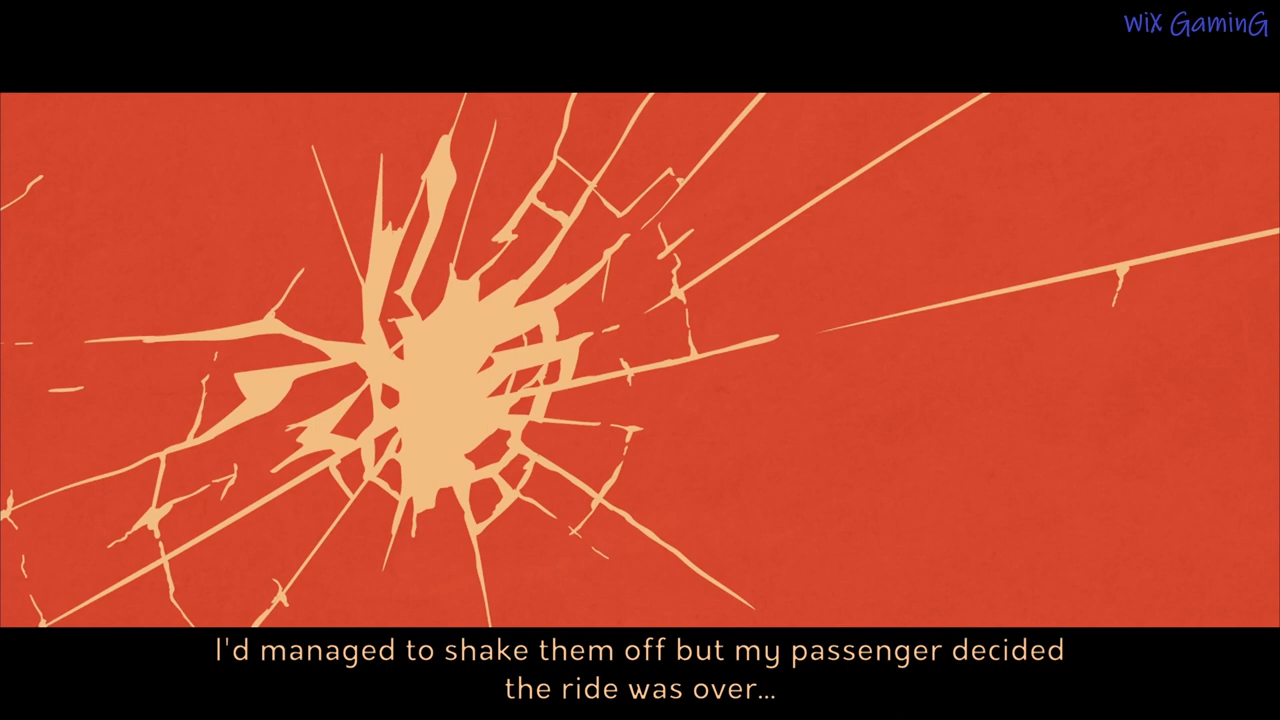 WiX GaminG
I'd managed to shake them off but my passenger decided
the ride was over...